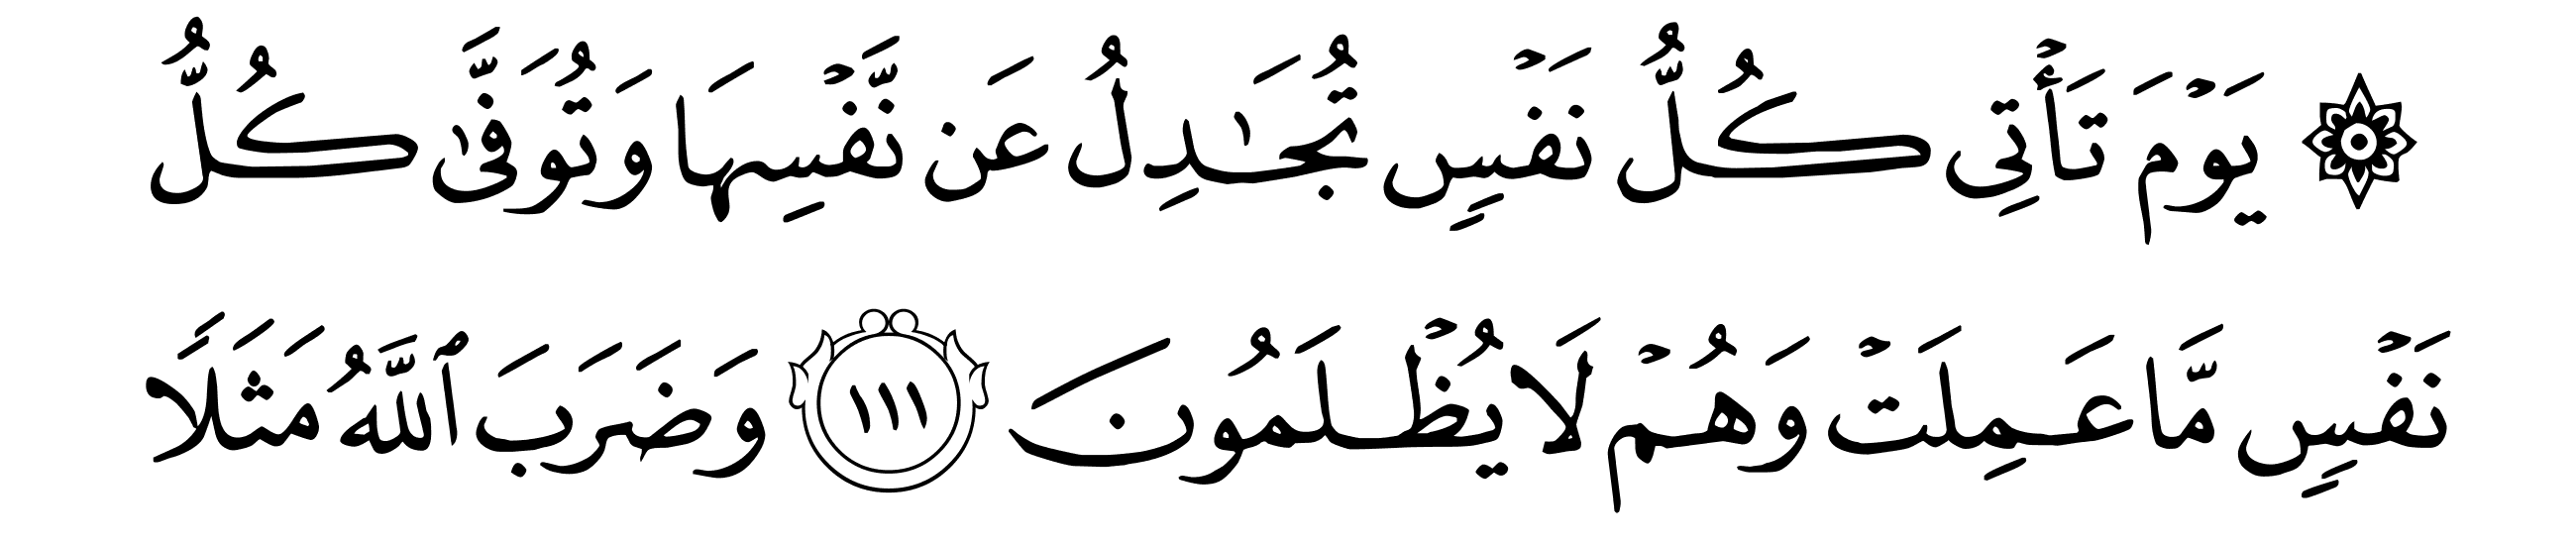 ۞ يَوۡمَ تَأۡتِي كُلُّ نَفۡسٖ تُجَٰدِلُ عَن نَّفۡسِهَا وَتُوَفَّىٰ كُلُّ
نَفۡسٖ مَّا عَمِلَتۡ وَهُمۡ لَا يُظۡلَمُونَ ١١١ وَضَرَبَ ٱللَّهُ مَثَلٗا